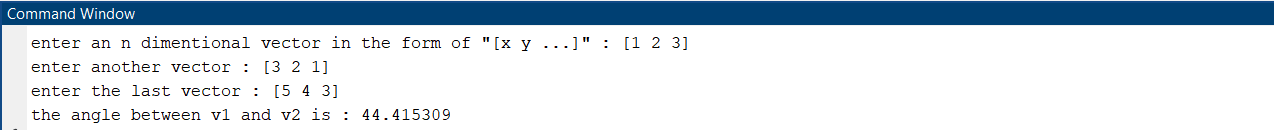 Command Window
enter an n dimentional vector in the form of "[x y ...]" : [1 2 3]
enter another vector : [3 2 1]
enter the last vector : [5 4 3]
the angle between v1 and v2 is : 44.415309